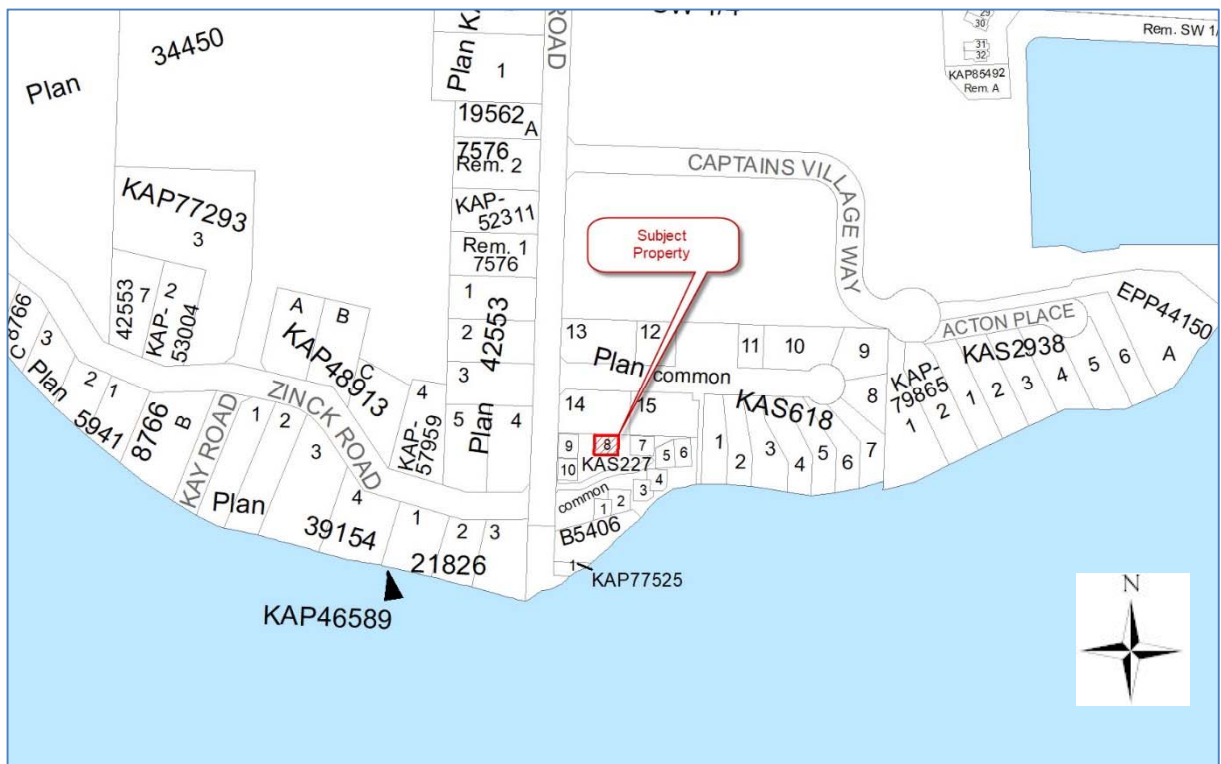 SW 1/4
ROAD
29
30
31
32
KAP85492
Rem. A
Rem. SW 1/
34450
Plan
Plan K
1
19562
A
7576
Rem. 2
KAP-
52311
Rem. 1
7576
CAPTAINS VILLAGE WAY
KAP77293
3
Subject
Property
42553
7
2
KAP-
53004
A
B
C
KAP48913
1
2
3
42553
Plan
5
4
4
KAP-
57959
13
12
11
10
9
8
Plan
common
KAS618
14
15
1
2
3
4
5
6
7
KAP-
79865
1
2
ACTON PLACE
KAS2938
1
2
3
4
5
6
A
EPP44150
9
8
7
10
KAS227
5
6
4
3
common
1
2
B5406
1
KAP77525
8766
C
3
Plan
5941
2
1
8766
B
KAY ROAD
ZINCK ROAD
1
2
3
4
Plan
39154
1
2
3
21826
KAP46589
N